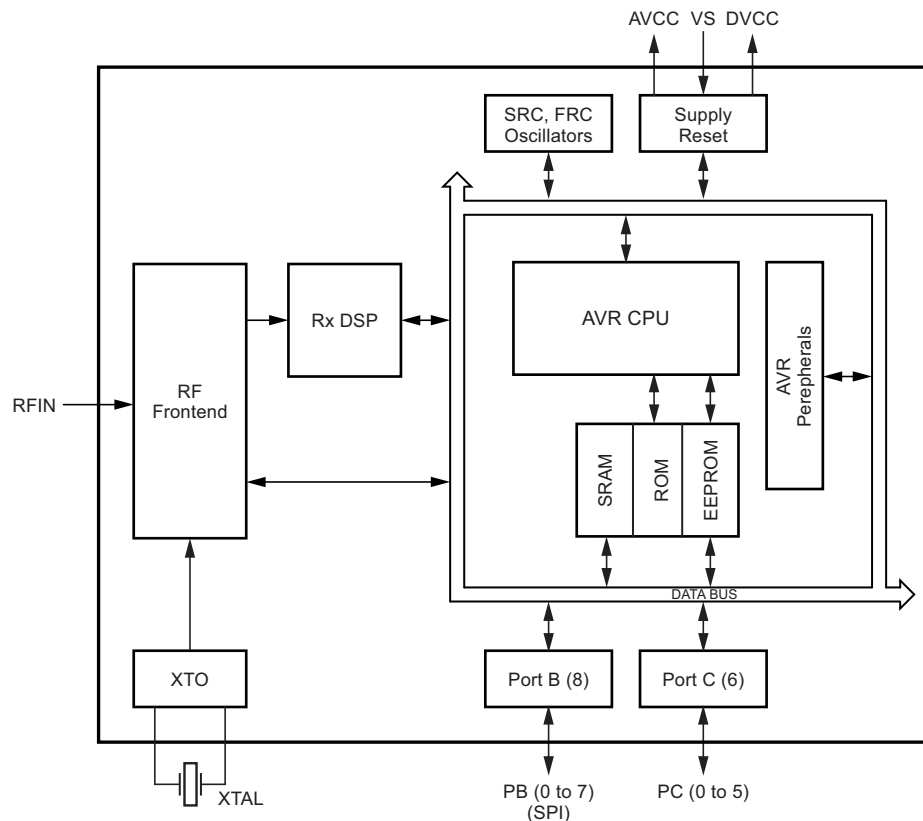 AVCC VS DVCC
SRC, FRC
Oscillators
Supply
Reset
RF
Frontend
Rx DSP
AVR CPU
AVR
Perepherals
RFIN
SRAM
ROM
EEPROM
DATA BUS
XTO
Port B (8)
Port C (6)
XTAL
PB (0 to 7)
(SPI)
PC (0 to 5)